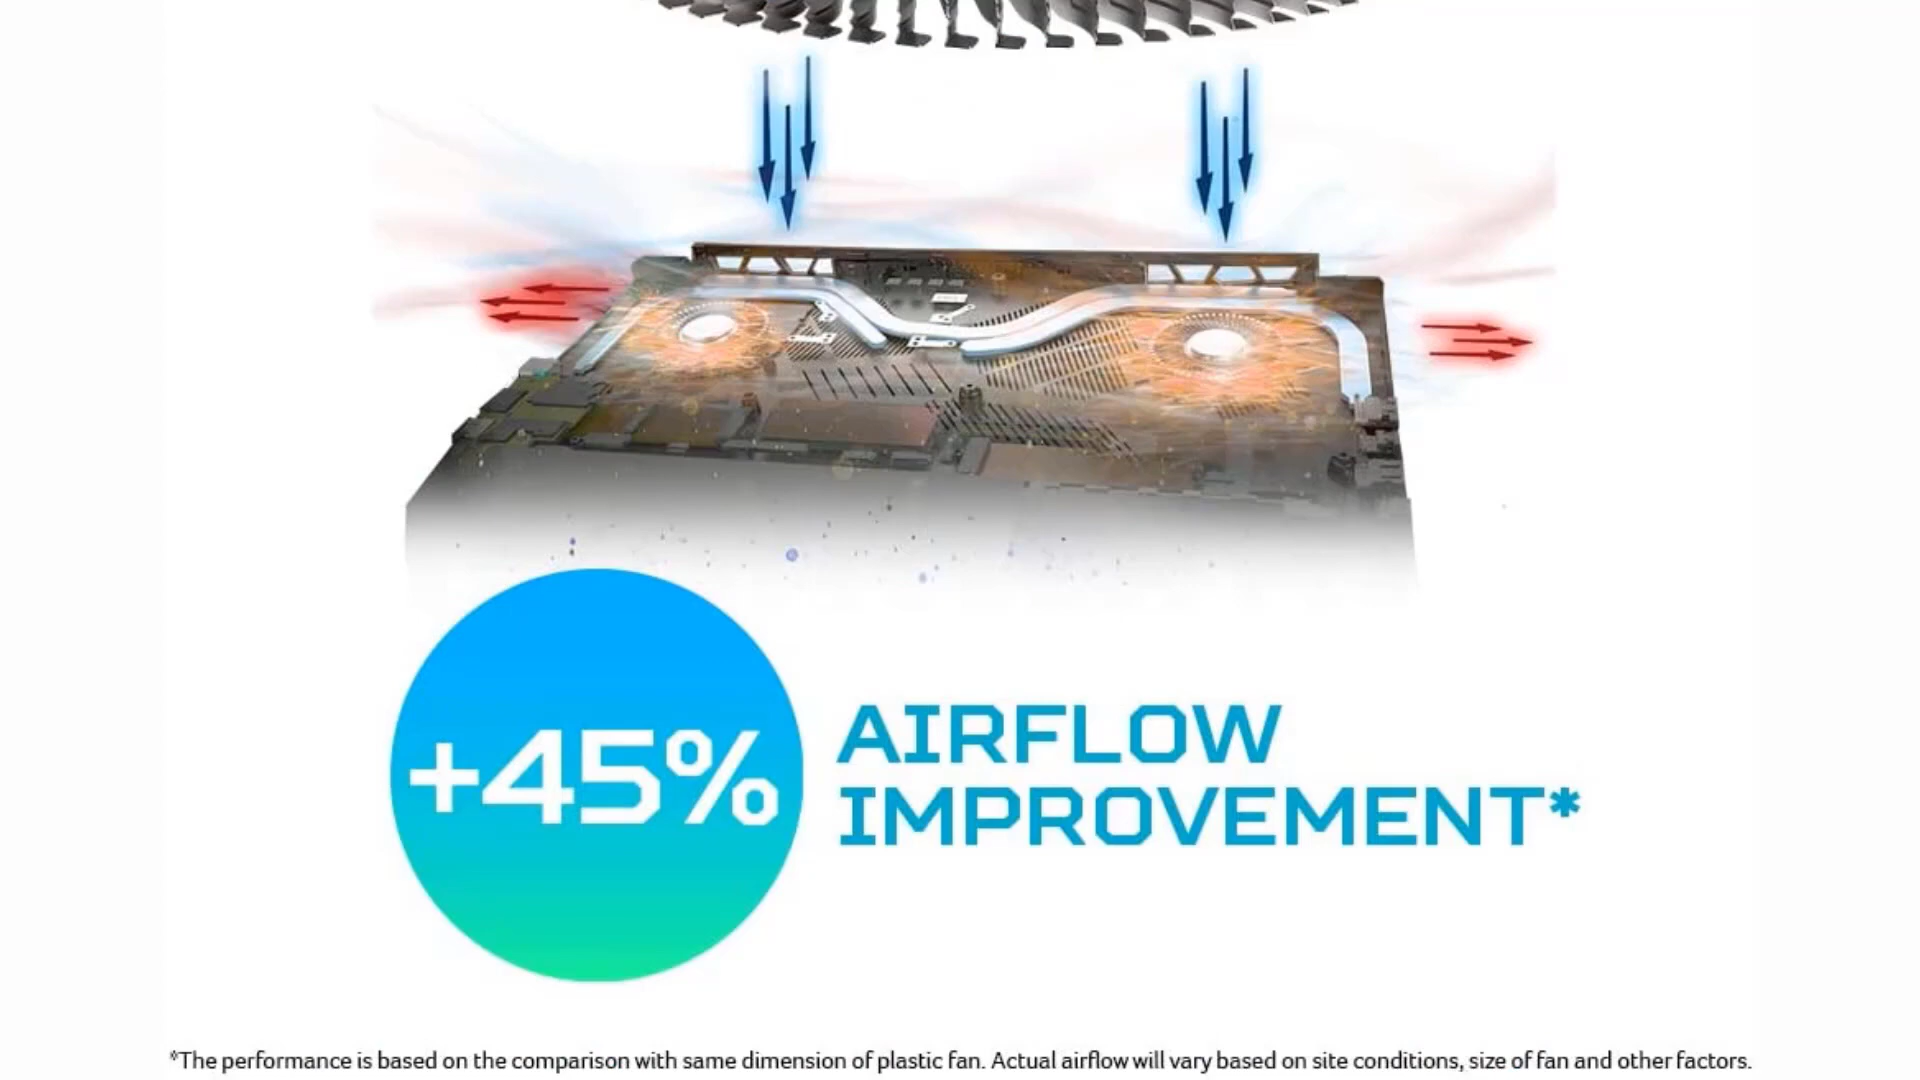 +45%
AIRFLOW
IMPROVEMENT*
*The performance is based on the comparison with same dimension of plastic fan. Actual airflow will vary based on site conditions, size of fan and other factors.